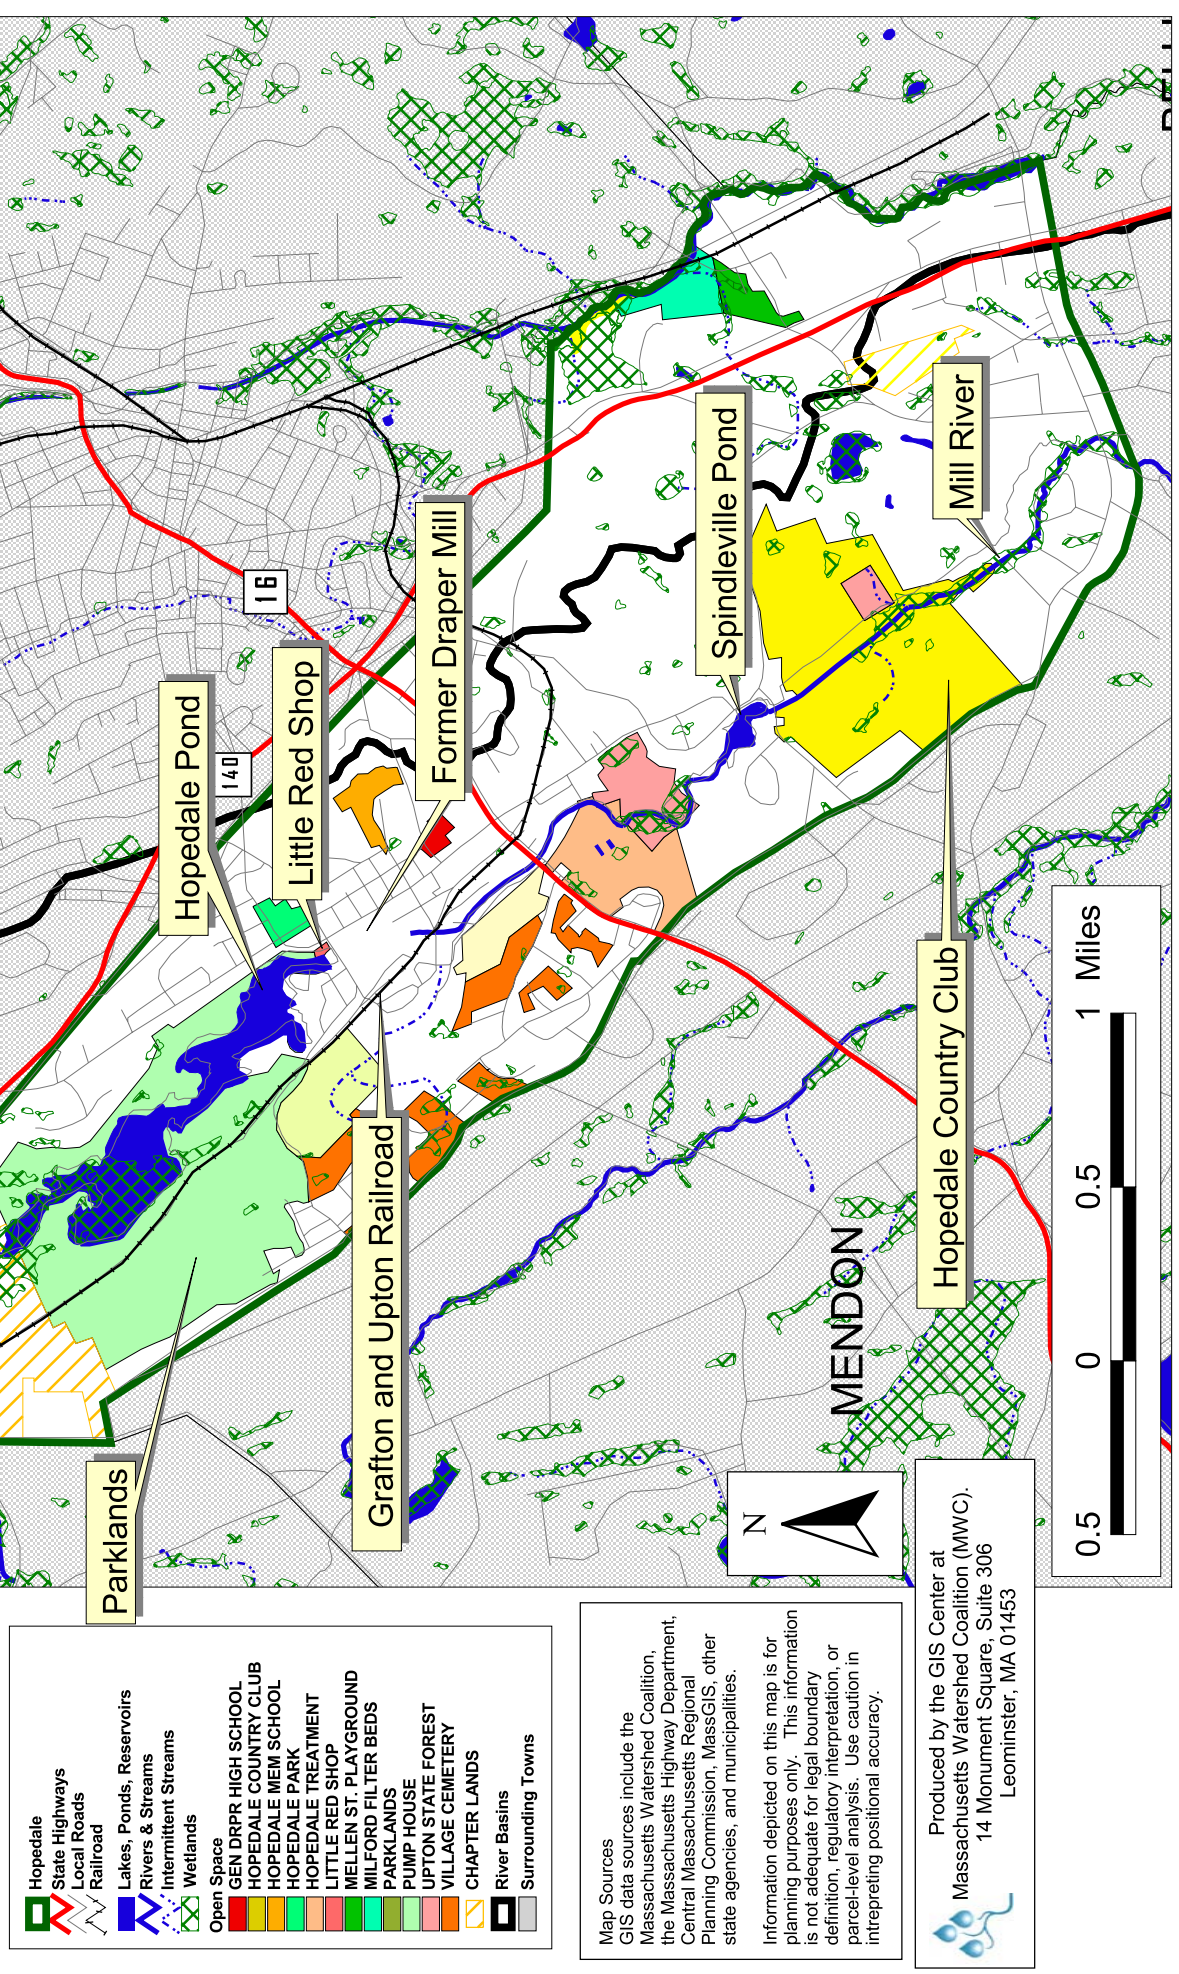 Hopedale
State Highways
Local Roads
Railroad
Lakes, Ponds, Reservoirs
Rivers & Streams
Intermittent Streams
Wetlands
Open Space
GEN DRPR HIGH SCHOOL
HOPEDALE COUNTRY CLUB
HOPEDALE MEM SCHOOL
HOPEDALE PARK
HOPEDALE TREATMENT
LITTLE RED SHOP
MELLEN ST. PLAYGROUND
MILFORD FILTER BEDS
PARKLANDS
PUMP HOUSE
UPTON STATE FOREST
VILLAGE CEMETERY
CHAPTER LANDS
River Basins
Surrounding Towns
Map Sources
GIS data sources include the
Massachusetts Watershed Coalition,
the Massachusetts Highway Department,
Central Massachussetts Regional
Planning Commission, MassGIS, other
state agencies, and municipalities.
Information depicted on this map is for
planning purposes only. This information
is not adequate for legal boundary
definition, regulatory interpretation, or
parcel-level analysis. Use caution in
intrepreting positional accuracy.
Produced by the GIS Center at
Massachusetts Watershed Coalition (MWC).
14 Monument Square, Suite 306
Leominster, MA 01453
Parklands
Hopedale Pond
140
16
Little Red Shop
Grafton and Upton Railroad
Former Draper Mill
Spindleville Pond
Mill River
Hopedale Country Club
MENDON
N
0.5
0
0.5
1
Miles